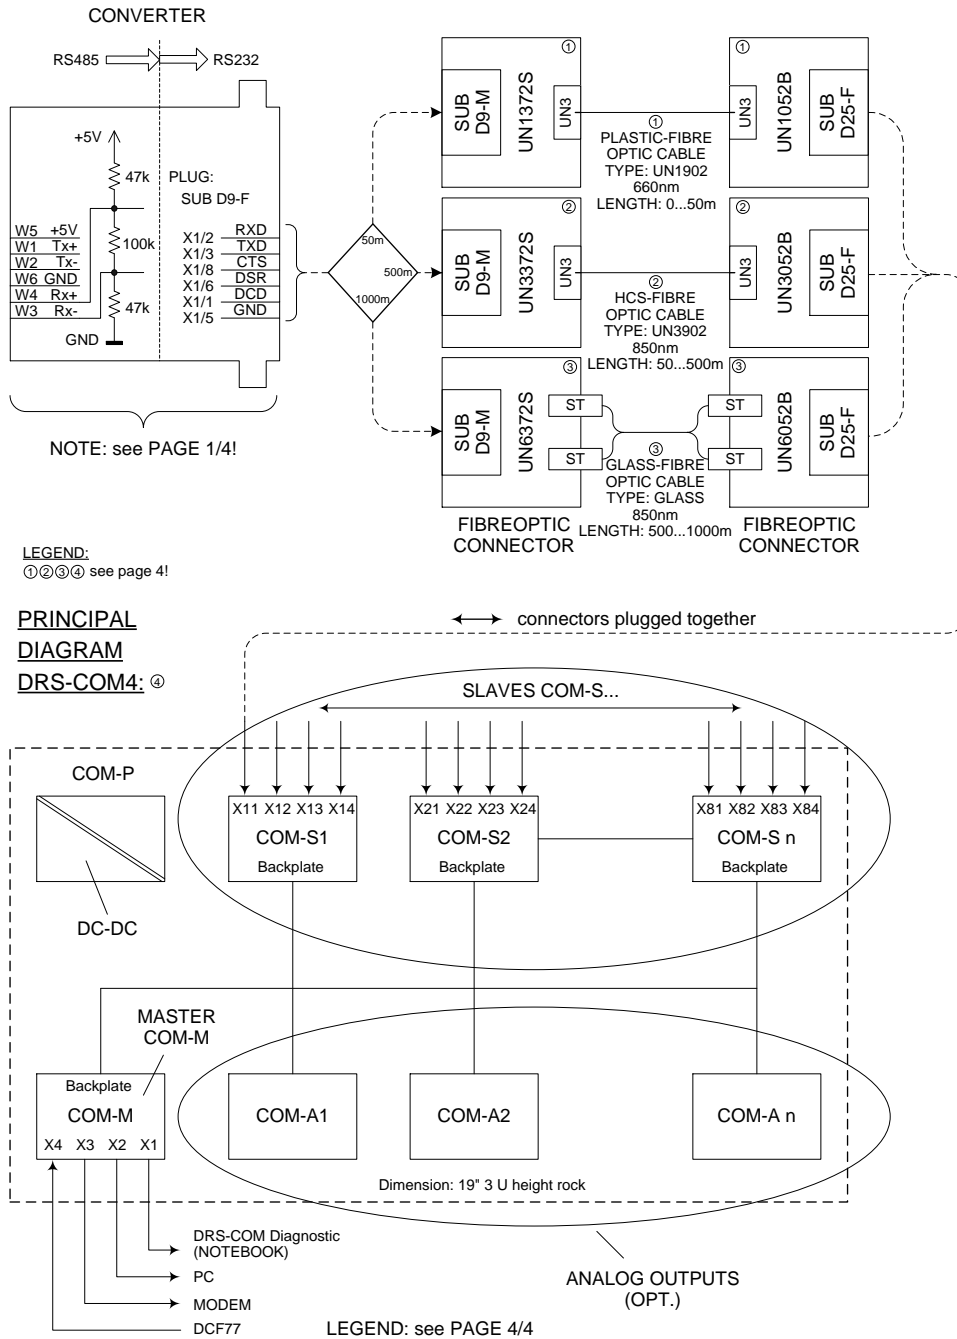 CONVERTER
RS485
RS232
+5V
47k
100k
47k
GND
PLUG:
SUB D9-F
W5 +5V
W1 Tx+
W2 Tx-
W6 GND
W4 Rx+
W3 Rx-
X1/2 RXD
X1/3 TXD
X1/8 CTS
X1/6 DSR
X1/1 DCD
X1/5 GND
NOTE: see PAGE 1/4!
50m
500m
1000m
①
SUB
D9-M
UN1372S
UN3
①
PLASTIC-FIBRE
OPTIC CABLE
TYPE: UN1902
660nm
LENGTH: 0...50m
①
UN3
UN1052B
SUB
D25-F
②
SUB
D9-M
UN3372S
UN3
②
HCS-FIBRE
OPTIC CABLE
TYPE: UN3902
850nm
LENGTH: 50...500m
②
UN3
UN3052B
SUB
D25-F
③
SUB
D9-M
UN6372S
ST
ST
③
GLASS-FIBRE
OPTIC CABLE
TYPE: GLASS
850nm
LENGTH: 500...1000m
③
ST
ST
UN6052B
SUB
D25-F
FIBREOPTIC
CONNECTOR
FIBREOPTIC
CONNECTOR
LEGEND:
①②③④ see page 4!
PRINCIPAL
DIAGRAM
DRS-COM4: ④
connectors plugged together
SLAVES COM-S...
COM-P
DC-DC
X11 X12 X13 X14
COM-S1
Backplate
X21 X22 X23 X24
COM-S2
Backplate
X81 X82 X83 X84
COM-S n
Backplate
MASTER
COM-M
Backplate
COM-M
X4 X3 X2 X1
COM-A1
COM-A2
COM-A n
Dimension: 19" 3 U height rock
DRS-COM Diagnostic
(NOTEBOOK)
PC
MODEM
DCF77
ANALOG OUTPUTS
(OPT.)
LEGEND: see PAGE 4/4